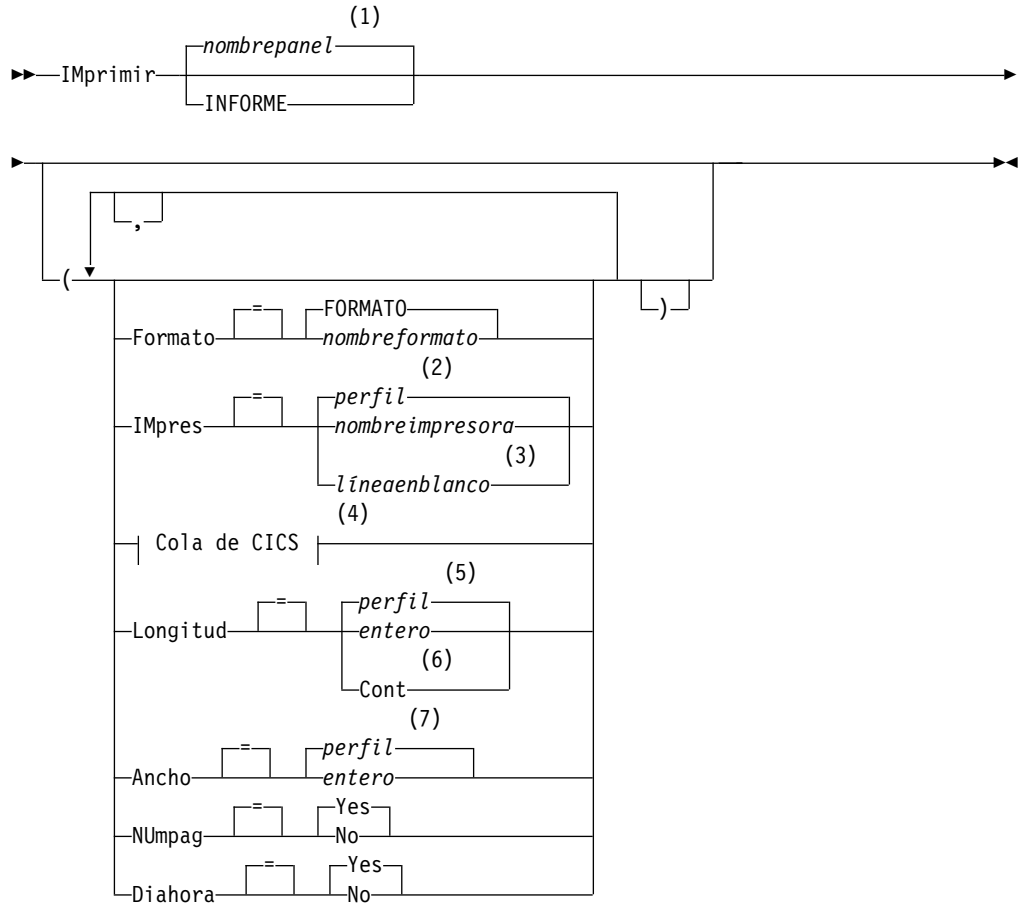 (1)
nombrepanel
IMprimir
INFORME
,
(
)
= FORMATO
Formato nombreformato
(2)
= perfil
IMpres nombreimpresora
(3)
líneaenblanco
(4)
Cola de CICS
(5)
= perfil
Longitud entero
(6)
Cont
(7)
= perfil
Ancho entero
= Yes
NUmpag No
= Yes
Diahora No